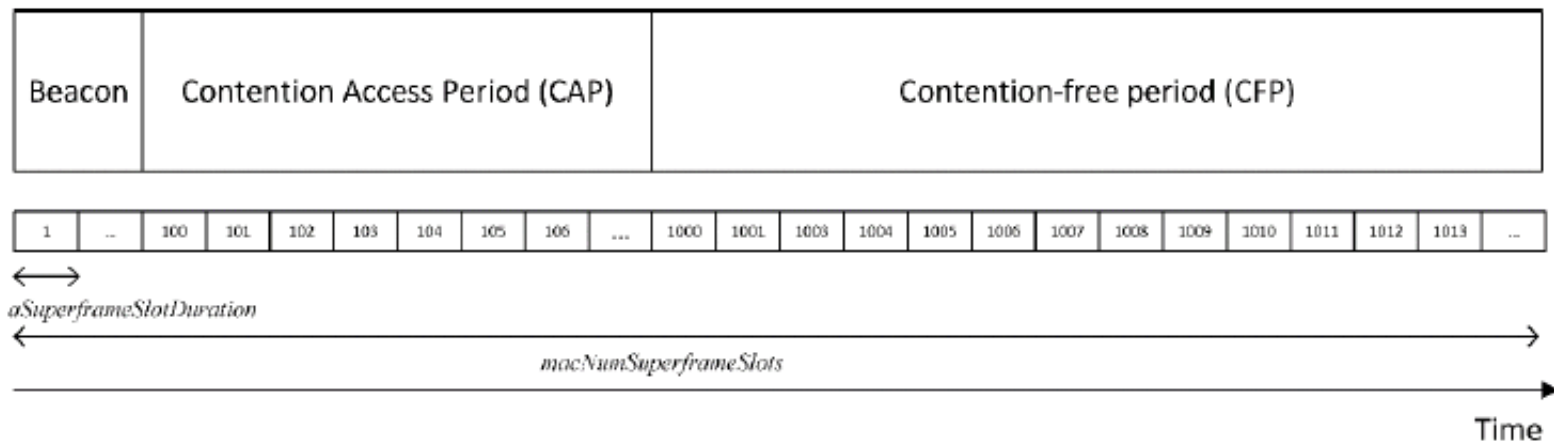 Beacon Contention Access Period (CAP) Contention-free period (CFP)
1 ... 100 101 102 103 104 105 106 .... 1000 1001 1003 1004 1005 1006 1007 1008 1009 1010 1011 1012 1013 ...
aSuperframeSlotDuration
macNumSuperframeSlots
Time